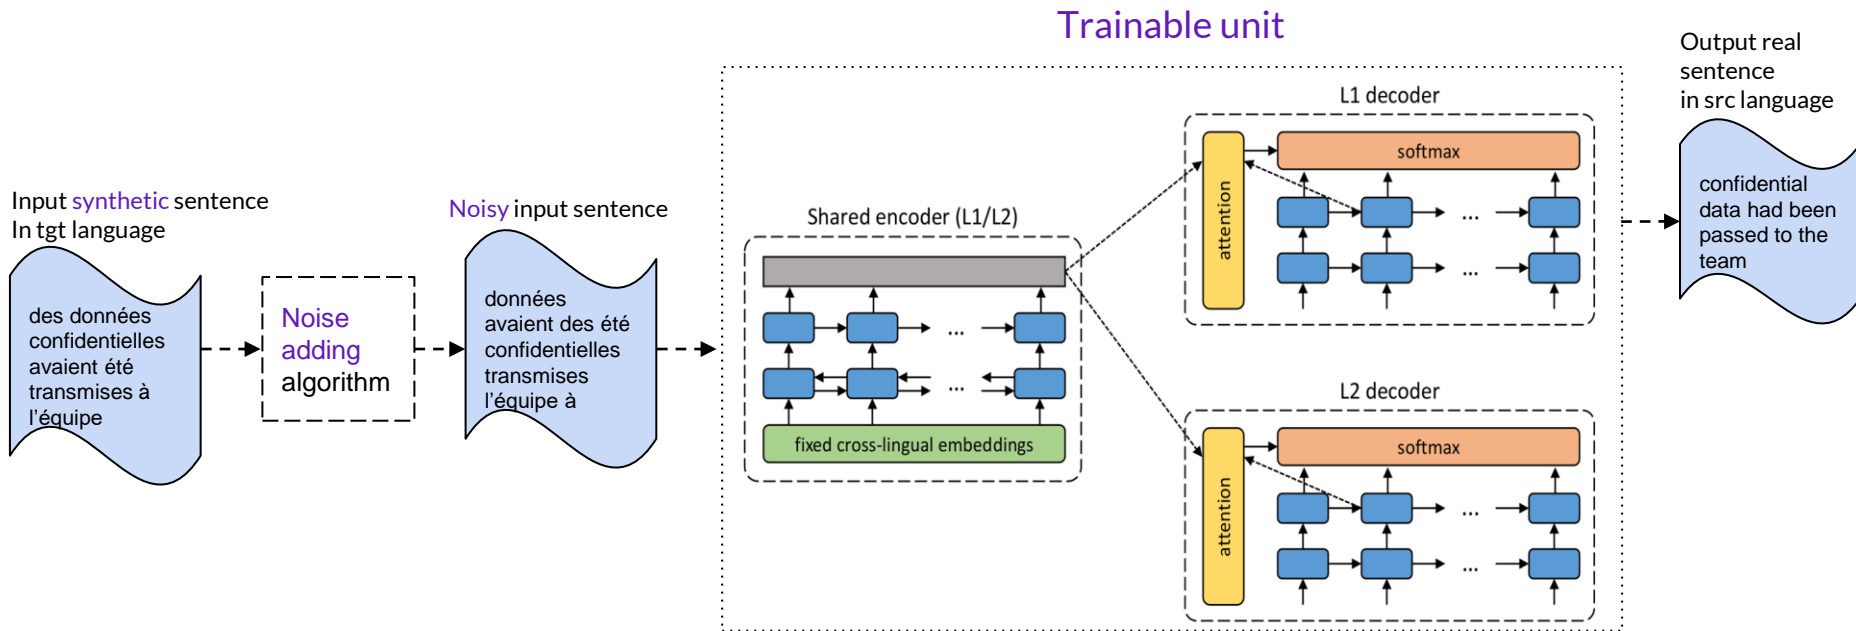 Trainable unit
Input synthetic sentence
In tgt language
des données
confidentielles
avaient été
transmises à
l'équipe
Noise
adding
algorithm
Noisy input sentence
données
avaient des été
confidentielles
transmises
l'équipe à
Shared encoder (L1/L2)
...
...
fixed cross-lingual embeddings
L1 decoder
attention
softmax
...
...
L2 decoder
attention
softmax
...
...
Output real
sentence
in src language
confidential
data had been
passed to the
team